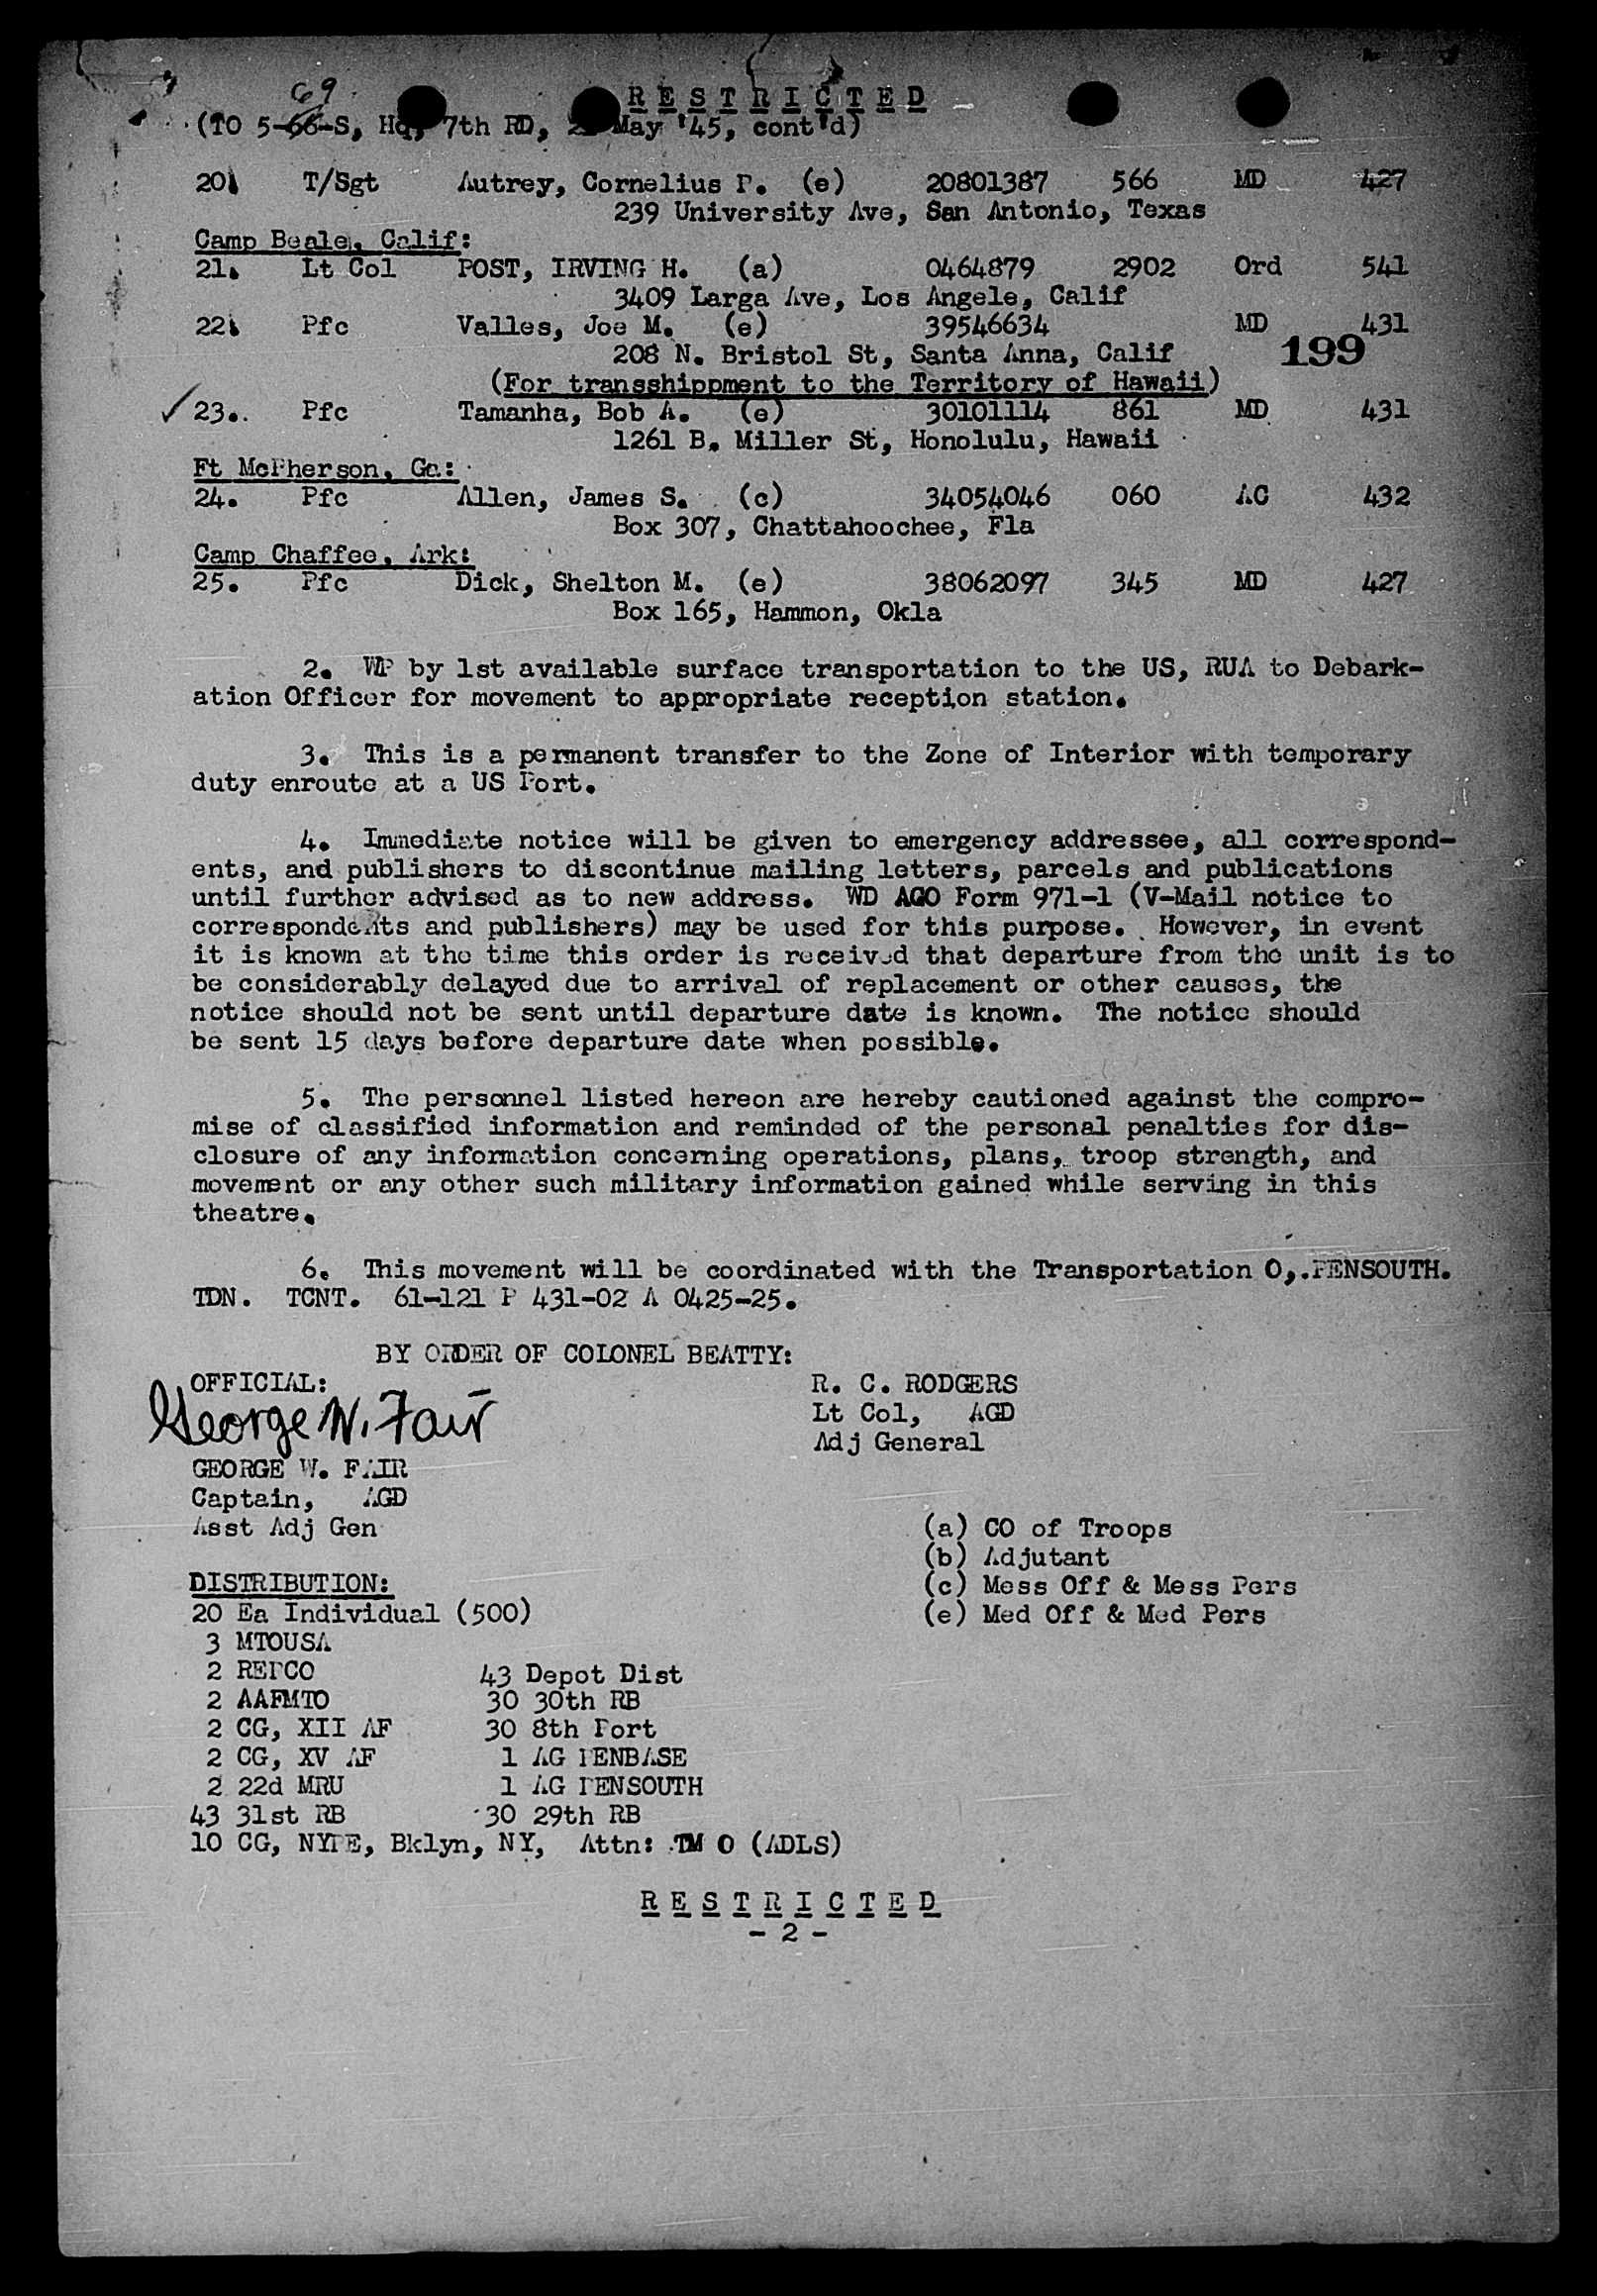 RESTRICTED
69
(TO 5-66-S, Hq, 7th RD, May '45, cont'd)
20. T/Sgt Autrey, Cornelius P. (e) 20801387 566 MD 427
239 University Ave, San Antonio, Texas
Camp Beale, Calif:
21. Lt Col POST, IRVING H. (a) 0464879 2902 Ord 541
3409 Larga Ave, Los Angele, Calif
22. Pfc Valles, Joe M. (e) 39546634 MD 431
208 N. Bristol St, Santa Anna, Calif 199
(For transshippment to the Territory of Hawaii)
✓ 23.. Pfc Tamanha, Bob A. (e) 30101114 861 MD 431
1261 B. Miller St, Honolulu, Hawaii
Ft McPherson, Ga:
24. Pfc Allen, James S. (c) 34054046 060 AC 432
Box 307, Chattahoochee, Fla
Camp Chaffee, Ark:
25. Pfc Dick, Shelton M. (e) 38062097 345 MD 427
Box 165, Hammon, Okla
2. WP by 1st available surface transportation to the US, RUA to Debark-
ation Officer for movement to appropriate reception station.
3. This is a permanent transfer to the Zone of Interior with temporary
duty enroute at a US Port.
4. Immediate notice will be given to emergency addressee, all correspond-
ents, and publishers to discontinue mailing letters, parcels and publications
until further advised as to new address. WD AGO Form 971-1 (V-Mail notice to
correspondents and publishers) may be used for this purpose. However, in event
it is known at the time this order is received that departure from the unit is to
be considerably delayed due to arrival of replacement or other causes, the
notice should not be sent until departure date is known. The notice should
be sent 15 days before departure date when possible.
5. The personnel listed hereon are hereby cautioned against the compro-
mise of classified information and reminded of the personal penalties for dis-
closure of any information concerning operations, plans, troop strength, and
movement or any other such military information gained while serving in this
theatre.
6. This movement will be coordinated with the Transportation O,.PENSOUTH.
TDN. TCNT. 61-121 P 431-02 A 0425-25.
BY ORDER OF COLONEL BEATTY:
OFFICIAL: R. C. RODGERS
George W. Fair Lt Col, AGD
Adj General
GEORGE W. FAIR
Captain, AGD
Asst Adj Gen (a) CO of Troops
(b) Adjutant
DISTRIBUTION: (c) Mess Off & Mess Pers
20 Ea Individual (500) (e) Med Off & Med Pers
3 MTOUSA
2 REPCO 43 Depot Dist
2 AAFMTO 30 30th RB
2 CG, XII AF 30 8th Port
2 CG, XV AF 1 AG PENBASE
2 22d MRU 1 AG PENSOUTH
43 31st RB 30 29th RB
10 CG, NYPE, Bklyn, NY, Attn: TM O (ADLS)
RESTRICTED
- 2 -